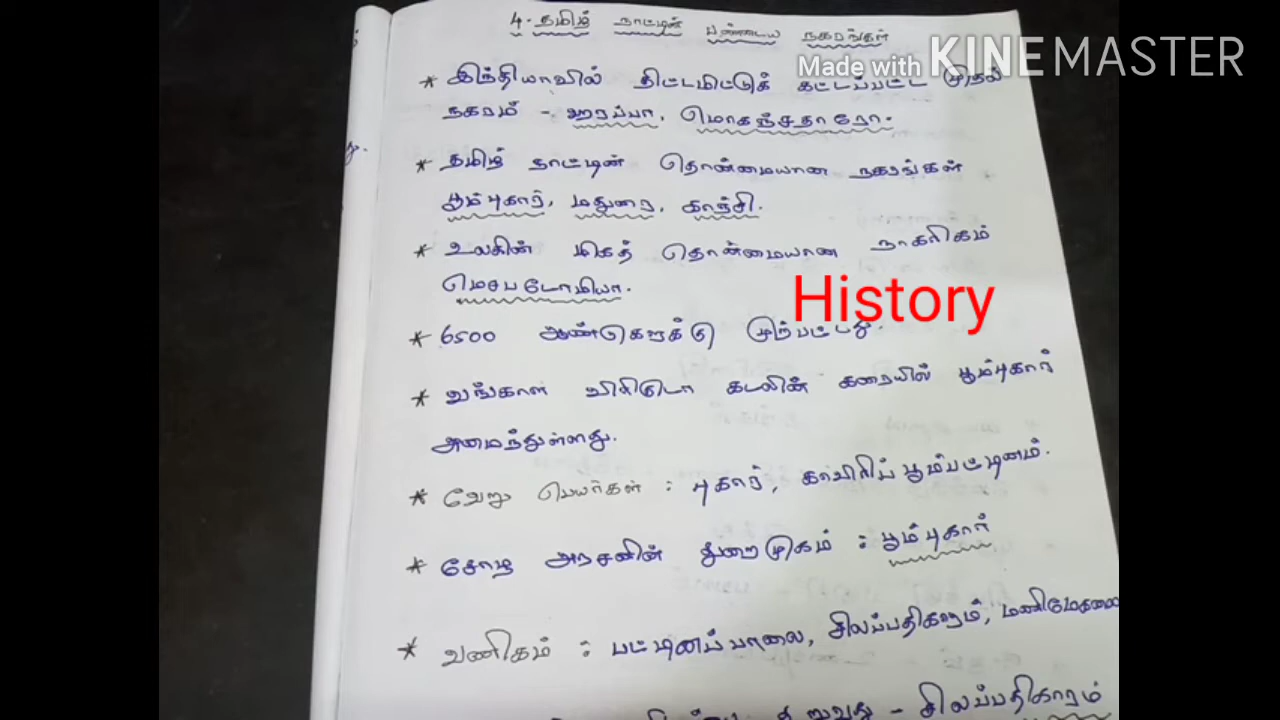 4. தமிழ் நாட்டின் பண்டைய நகரங்கள்
Made with KINEMASTER
* இந்தியாவில் திட்டமிட்டுக் கட்டப்பட்ட முதல்
நகரம் - ஹரப்பா, மொகஞ்சதாரோ.
* தமிழ் நாட்டின் தொன்மையான நகரங்கள்
பூம்புகார், மதுரை, காஞ்சி.
* உலகின் மிகத் தொன்மையான நாகரிகம்
மெசபடோமியா.
History
* 6500 ஆண்டுகளுக்கு முற்பட்டது.
* வங்காள விரிகுடா கடலின் கரையில் பூம்புகார்
அமைந்துள்ளது.
* வேறு பெயர்கள் : புகார், காவிரிப் பூம்பட்டினம்.
* சோழ அரசனின் துறைமுகம் : பூம்புகார்
* வணிகம் : பட்டினப்பாலை, சிலப்பதிகாரம், மணிமேகலை
கூறுவது - சிலப்பதிகாரம்